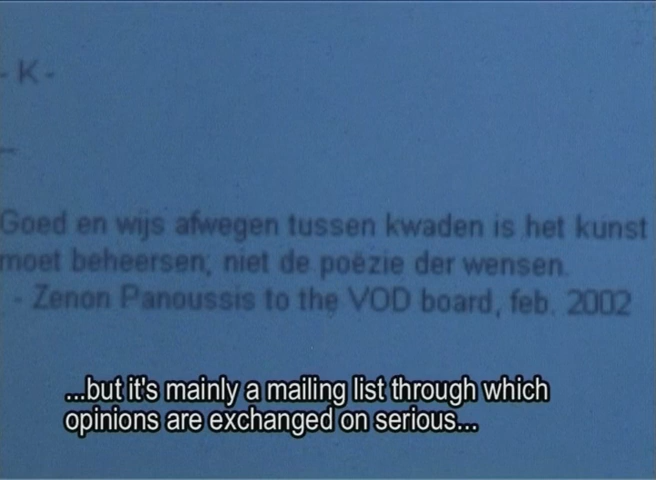 - K -
--
Goed en wijs afwegen tussen kwaden is het kunst
moet beheersen, niet de poëzie der wensen.
- Zenon Panoussis to the VOD board, feb. 2002
...but it's mainly a mailing list through which
opinions are exchanged on serious...